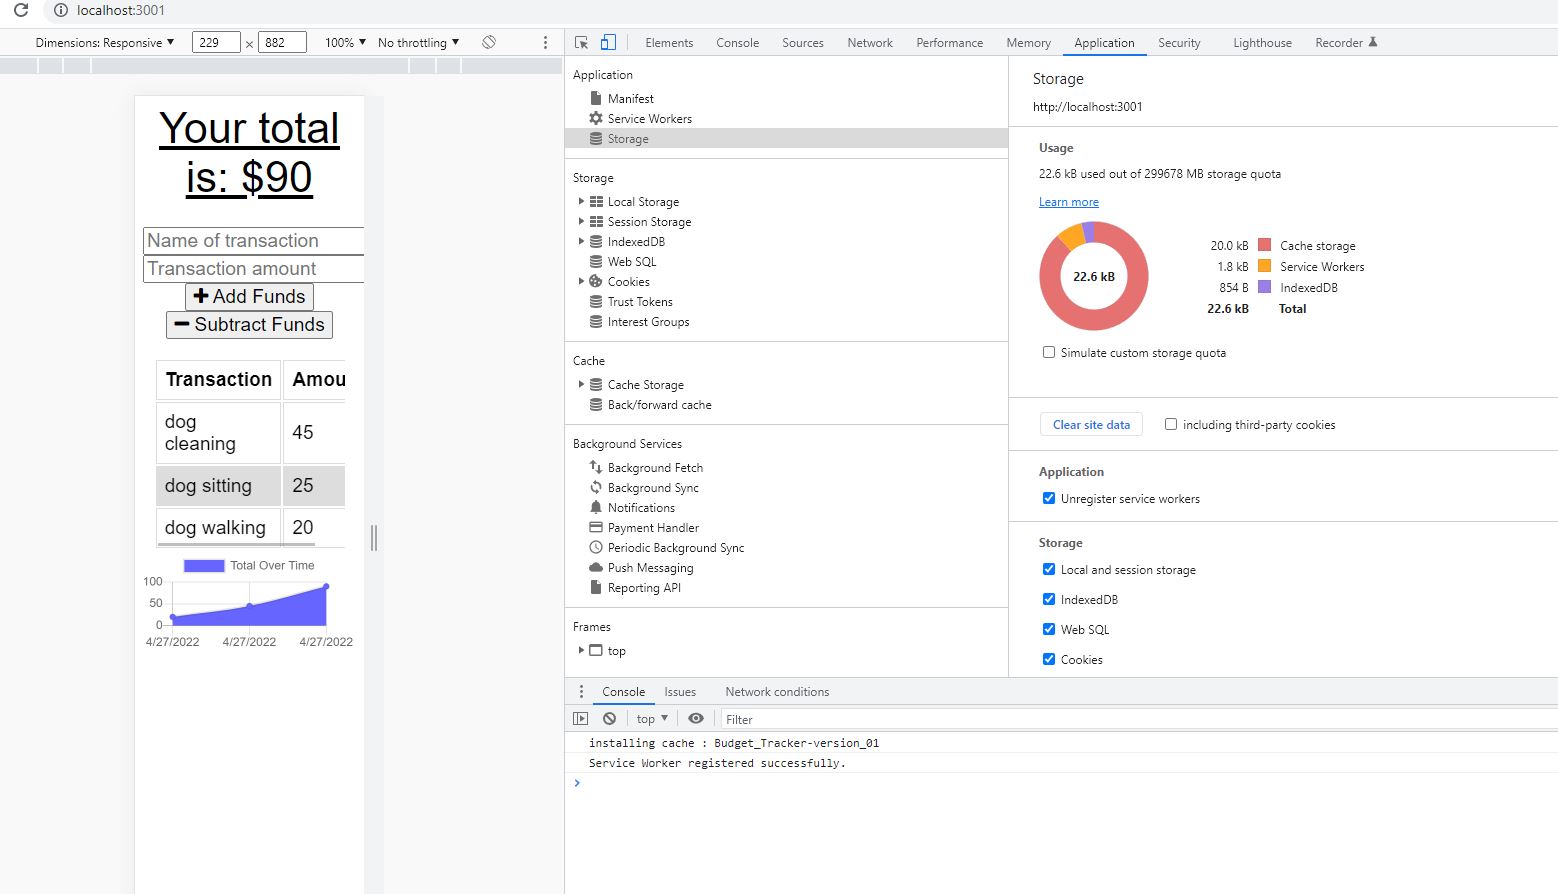 localhost:3001
Dimensions: Responsive ▼ 229 × 882 100% ▼ No throttling ▼
Your total
is: $90
Name of transaction
Transaction amount
Add Funds
Subtract Funds
Transaction Amou
dog
cleaning
45
dog sitting 25
dog walking 20
Total Over Time
100
50
0
4/27/2022 4/27/2022 4/27/2022
Elements Console Sources Network Performance Memory Application Security Lighthouse Recorder
Application
Manifest
Service Workers
Storage
Storage
Local Storage
Session Storage
IndexedDB
Web SQL
Cookies
Trust Tokens
Interest Groups
Cache
Cache Storage
Back/forward cache
Background Services
Background Fetch
Background Sync
Notifications
Payment Handler
Periodic Background Sync
Push Messaging
Reporting API
Frames
top
Storage
http://localhost:3001
Usage
22.6 kB used out of 299678 MB storage quota
Learn more
22.6 kB
20.0 kB Cache storage
1.8 kB Service Workers
854 B IndexedDB
22.6 kB Total
Simulate custom storage quota
Clear site data including third-party cookies
Application
Unregister service workers
Storage
Local and session storage
IndexedDB
Web SQL
Cookies
Console Issues Network conditions
top ▼ Filter
installing cache : Budget_Tracker-version_01
Service Worker registered successfully.